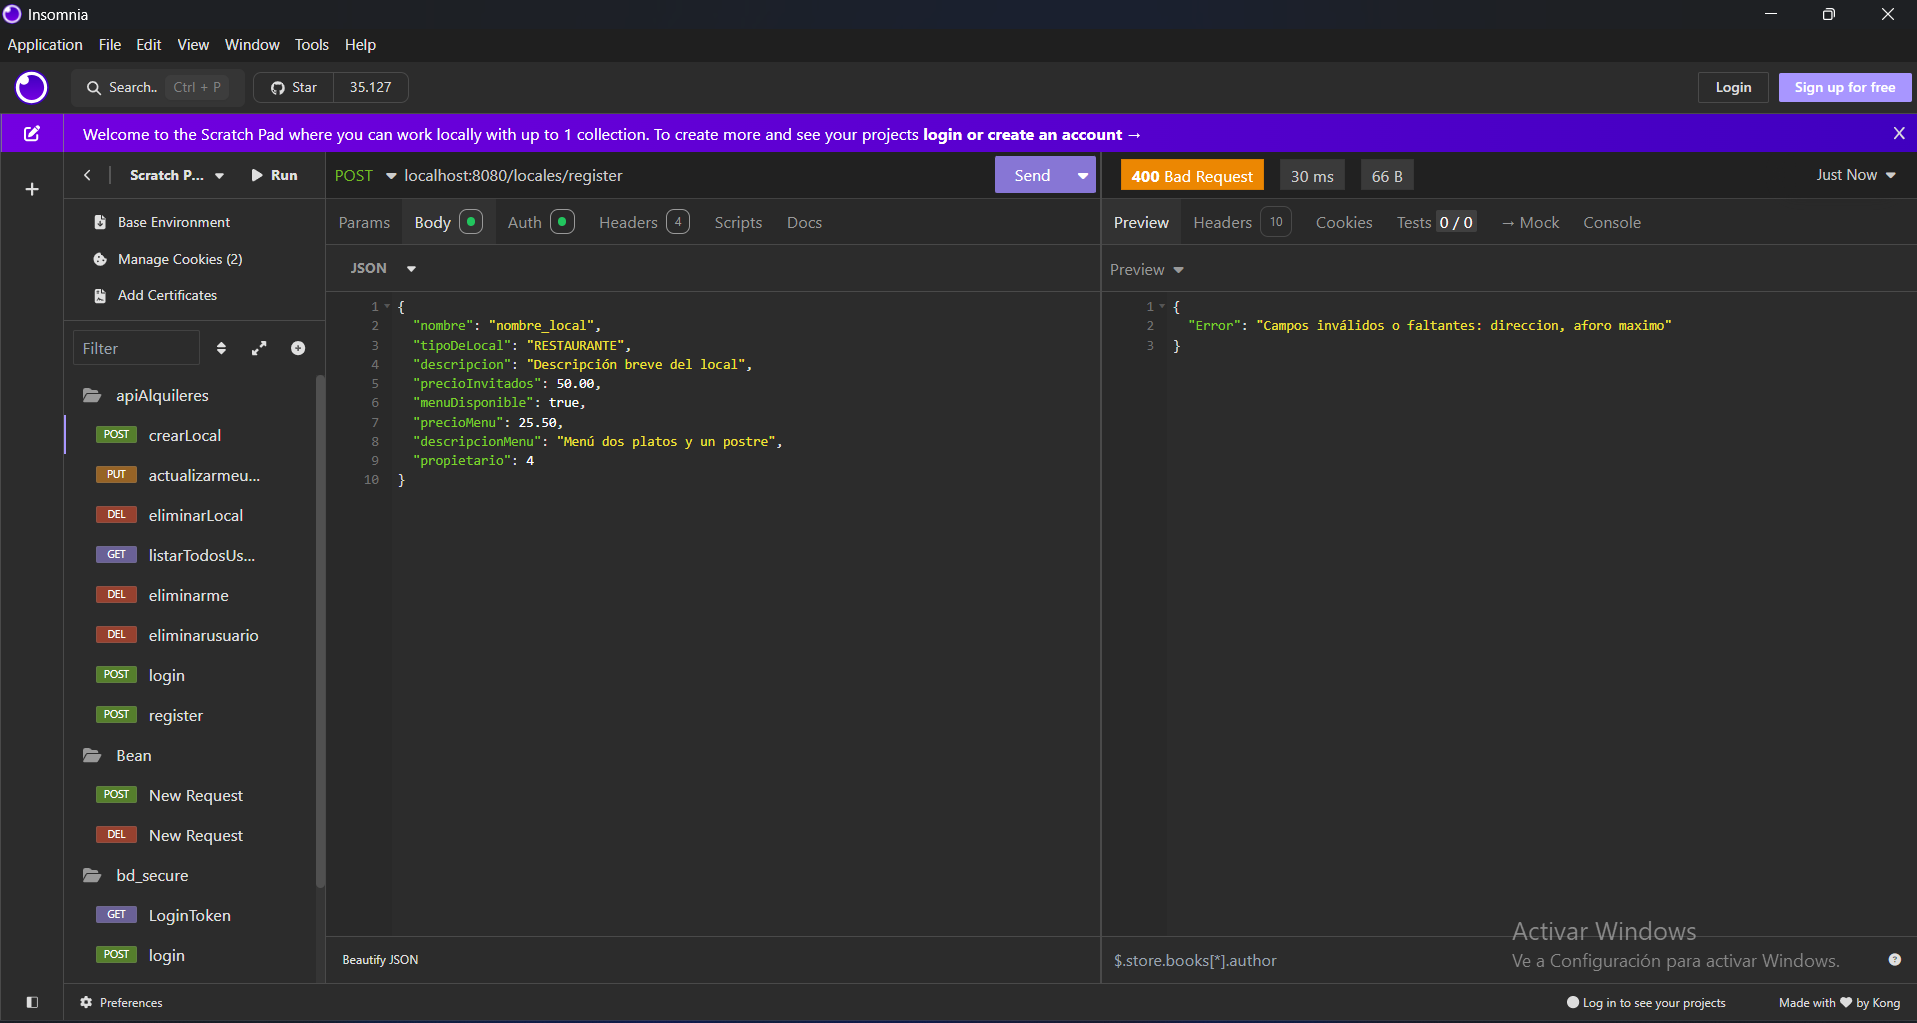 Insomnia
Application File Edit View Window Tools Help
Search.. Ctrl + P Star 35.127 Login Sign up for free
Welcome to the Scratch Pad where you can work locally with up to 1 collection. To create more and see your projects login or create an account → X
Scratch P... Run
POST localhost:8080/locales/register Send
400 Bad Request 30 ms 66 B Just Now
Base Environment
Manage Cookies (2)
Add Certificates
Filter
apiAlquileres
POST crearLocal
PUT actualizarmeu...
DEL eliminarLocal
GET listarTodosUs...
DEL eliminarme
DEL eliminarusuario
POST login
POST register
Bean
POST New Request
DEL New Request
bd_secure
GET LoginToken
POST login
Params Body Auth Headers 4 Scripts Docs
JSON
1 {
2 "nombre": "nombre_local",
3 "tipoDeLocal": "RESTAURANTE",
4 "descripcion": "Descripción breve del local",
5 "precioInvitados": 50.00,
6 "menuDisponible": true,
7 "precioMenu": 25.50,
8 "descripcionMenu": "Menú dos platos y un postre",
9 "propietario": 4
10 }
Beautify JSON
Preview Headers 10 Cookies Tests 0 / 0 → Mock Console
Preview
1 {
2 "Error": "Campos inválidos o faltantes: direccion, aforo maximo"
3 }
Activar Windows
Ve a Configuración para activar Windows.
$.store.books[*].author
Preferences
Log in to see your projects Made with ♥ by Kong